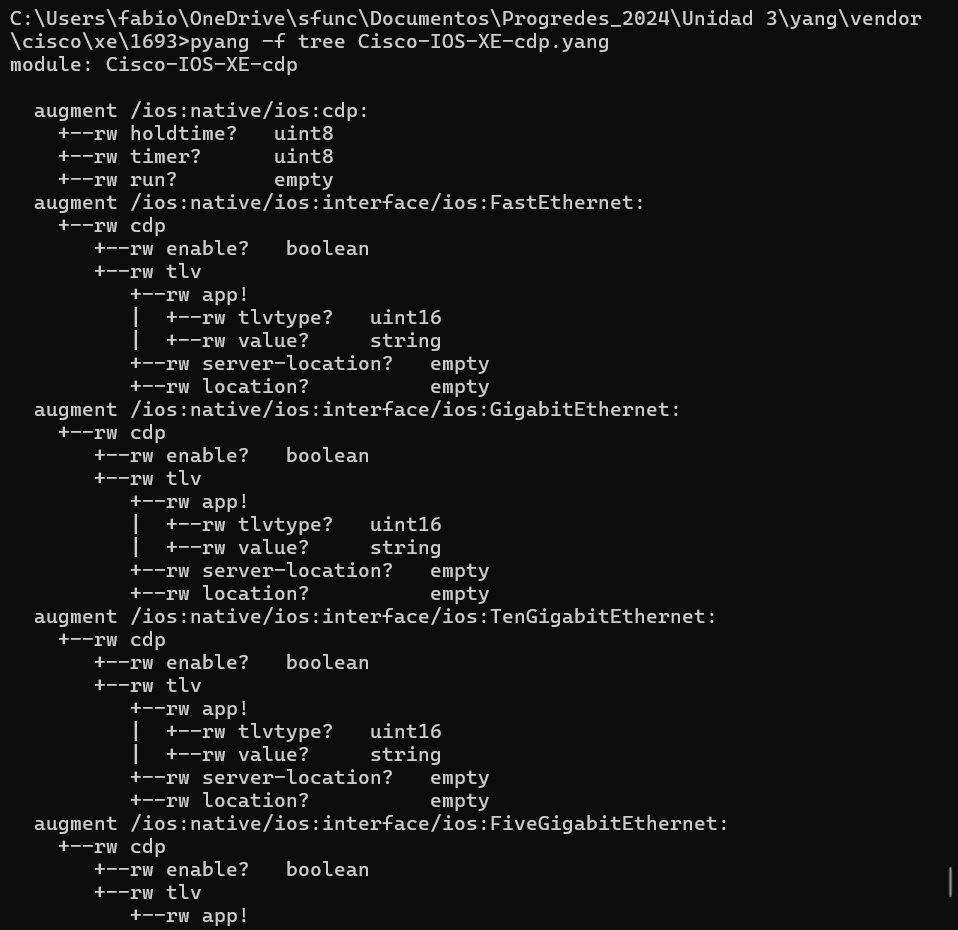 C:\Users\fabio\OneDrive\sfunc\Documentos\Progredes_2024\Unidad 3\yang\vendor
\cisco\xe\1693>pyang -f tree Cisco-IOS-XE-cdp.yang
module: Cisco-IOS-XE-cdp

  augment /ios:native/ios:cdp:
    +--rw holdtime?   uint8
    +--rw timer?      uint8
    +--rw run?        empty
  augment /ios:native/ios:interface/ios:FastEthernet:
    +--rw cdp
       +--rw enable?   boolean
       +--rw tlv
          +--rw app!
          |  +--rw tlvtype?   uint16
          |  +--rw value?     string
          +--rw server-location?   empty
          +--rw location?          empty
  augment /ios:native/ios:interface/ios:GigabitEthernet:
    +--rw cdp
       +--rw enable?   boolean
       +--rw tlv
          +--rw app!
          |  +--rw tlvtype?   uint16
          |  +--rw value?     string
          +--rw server-location?   empty
          +--rw location?          empty
  augment /ios:native/ios:interface/ios:TenGigabitEthernet:
    +--rw cdp
       +--rw enable?   boolean
       +--rw tlv
          +--rw app!
          |  +--rw tlvtype?   uint16
          |  +--rw value?     string
          +--rw server-location?   empty
          +--rw location?          empty
  augment /ios:native/ios:interface/ios:FiveGigabitEthernet:
    +--rw cdp
       +--rw enable?   boolean
       +--rw tlv
          +--rw app!